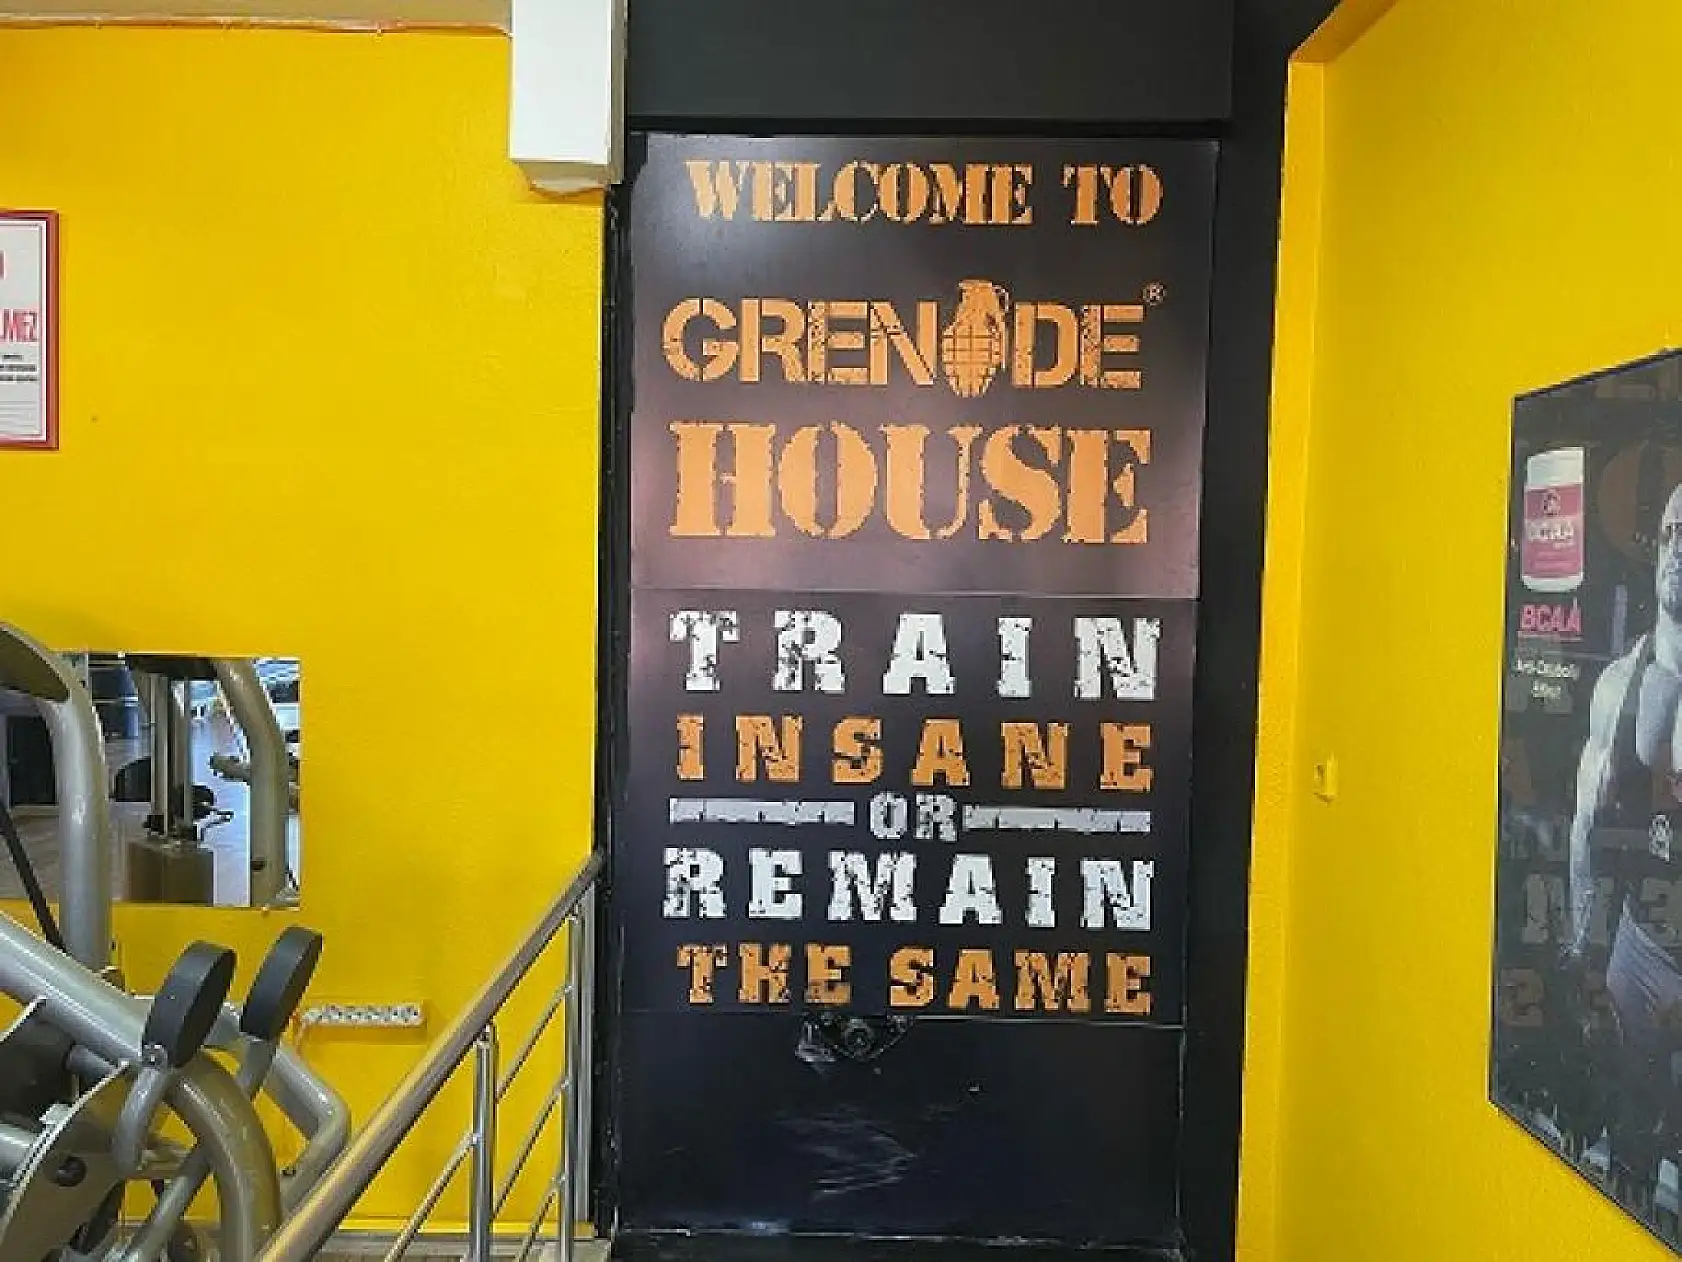 WELCOME TO
GRENADE®
HOUSE
TRAIN
INSANE
OR
REMAIN
THE SAME
BCAA